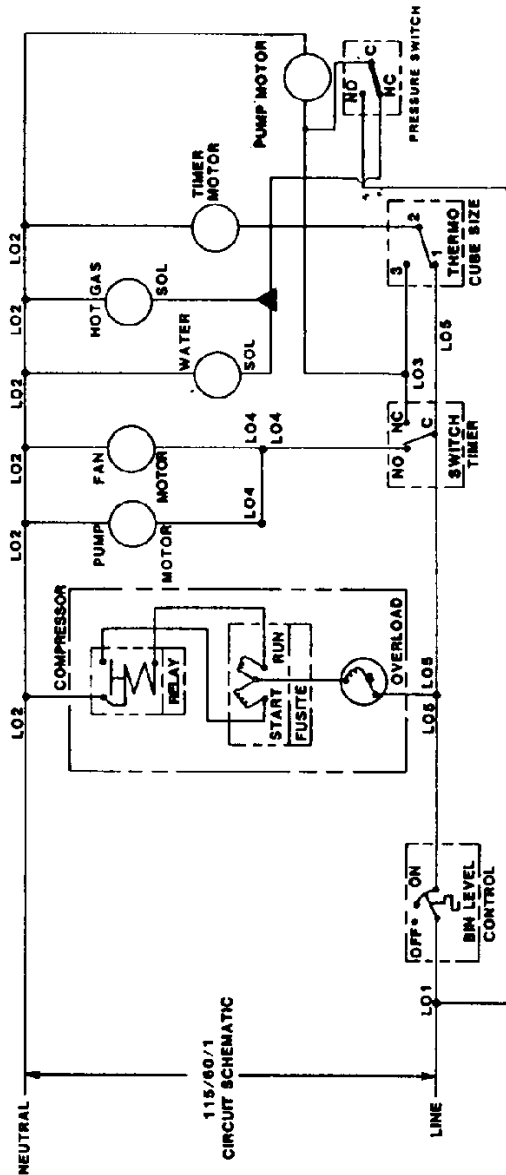 NEUTRAL
LO2
LO2
LO2
LO2
LO2
LO2
115/60/1
CIRCUIT SCHEMATIC
COMPRESSOR
RELAY
START
RUN
FUSITE
OVERLOAD
PUMP
MOTOR
FAN
MOTOR
WATER
SOL
HOT GAS
SOL
TIMER
MOTOR
PUMP MOTOR
LO4
LO4
LO4
NO
C
NC
PRESSURE SWITCH
LINE
LO1
OFF*
ON
BIN LEVEL
CONTROL
LO5
LO5
NO
NC
C
SWITCH
TIMER
LO3
LO5
3
2
1
THERMO
CUBE SIZE